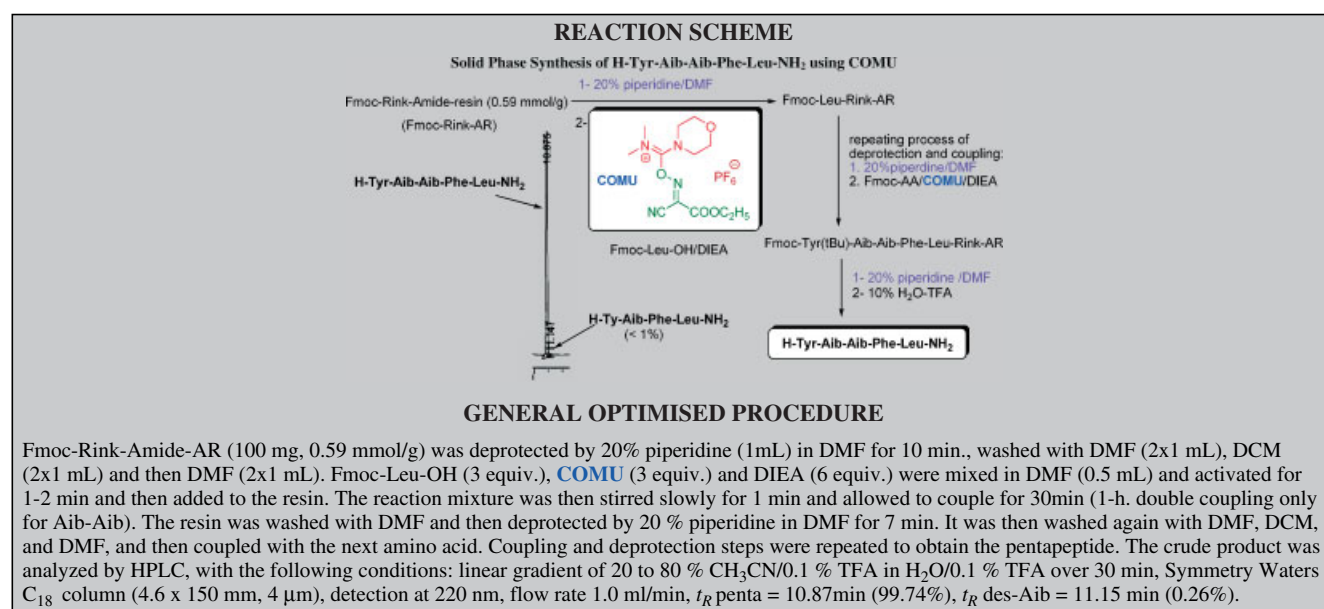 REACTION SCHEME
Solid Phase Synthesis of H-Tyr-Aib-Aib-Phe-Leu-NH₂ using COMU
1- 20% piperidine/DMF
Fmoc-Rink-Amide-resin (0.59 mmol/g)
Fmoc-Leu-Rink-AR
(Fmoc-Rink-AR)
2-
N
O
N
PF₆
COMU
O
N
NC
COOC₂H₅
Fmoc-Leu-OH/DIEA
repeating process of
deprotection and coupling:
1. 20%piperdine/DMF
2. Fmoc-AA/COMU/DIEA
H-Tyr-Aib-Aib-Phe-Leu-NH₂
Fmoc-Tyr(tBu)-Aib-Aib-Phe-Leu-Rink-AR
1- 20% piperidine /DMF
2- 10% H₂O-TFA
H-Ty-Aib-Phe-Leu-NH₂
(< 1%)
H-Tyr-Aib-Aib-Phe-Leu-NH₂
GENERAL OPTIMISED PROCEDURE
Fmoc-Rink-Amide-AR (100 mg, 0.59 mmol/g) was deprotected by 20% piperidine (1mL) in DMF for 10 min., washed with DMF (2x1 mL), DCM
(2x1 mL) and then DMF (2x1 mL). Fmoc-Leu-OH (3 equiv.), COMU (3 equiv.) and DIEA (6 equiv.) were mixed in DMF (0.5 mL) and activated for
1-2 min and then added to the resin. The reaction mixture was then stirred slowly for 1 min and allowed to couple for 30min (1-h. double coupling only
for Aib-Aib). The resin was washed with DMF and then deprotected by 20 % piperidine in DMF for 7 min. It was then washed again with DMF, DCM,
and DMF, and then coupled with the next amino acid. Coupling and deprotection steps were repeated to obtain the pentapeptide. The crude product was
analyzed by HPLC, with the following conditions: linear gradient of 20 to 80 % CH₃CN/0.1 % TFA in H₂O/0.1 % TFA over 30 min, Symmetry Waters
C₁₈ column (4.6 x 150 mm, 4 μm), detection at 220 nm, flow rate 1.0 ml/min, tR penta = 10.87min (99.74%), tR des-Aib = 11.15 min (0.26%).